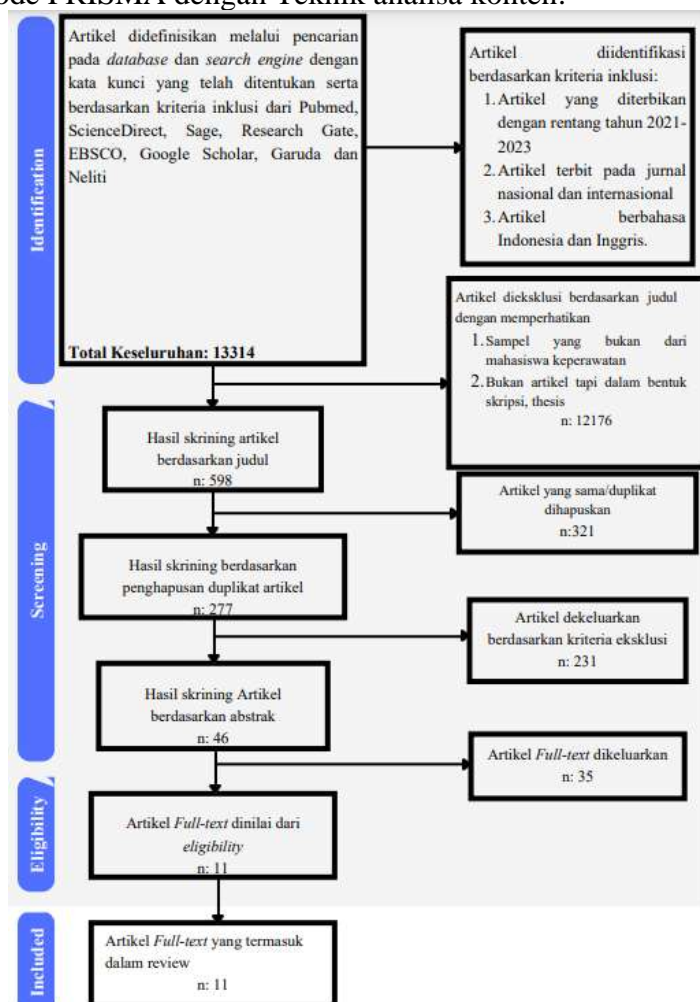 ode PRISMA dengan Teknik analisa konten.
Identification
Artikel didefinisikan melalui pencarian
pada database dan search engine dengan
kata kunci yang telah ditentukan serta
berdasarkan kriteria inklusi dari Pubmed,
ScienceDirect, Sage, Research Gate,
EBSCO, Google Scholar, Garuda dan
Neliti
Total Keseluruhan: 13314
Artikel diidentifikasi
berdasarkan kriteria inklusi:
1. Artikel yang diterbikan
dengan rentang tahun 2021-
2023
2. Artikel terbit pada jurnal
nasional dan internasional
3. Artikel berbahasa
Indonesia dan Inggris.
Artikel dieksklusi berdasarkan judul
dengan memperhatikan
1. Sampel yang bukan dari
mahasiswa keperawatan
2. Bukan artikel tapi dalam bentuk
skripsi, thesis
n: 12176
Screening
Hasil skrining artikel
berdasarkan judul
n: 598
Artikel yang sama/duplikat
dihapuskan
n:321
Hasil skrining berdasarkan
penghapusan duplikat artikel
n: 277
Artikel dekeluarkan
berdasarkan kriteria eksklusi
n: 231
Hasil skrining Artikel
berdasarkan abstrak
n: 46
Artikel Full-text dikeluarkan
n: 35
Eligibility
Artikel Full-text dinilai dari
eligibility
n: 11
Included
Artikel Full-text yang termasuk
dalam review
n: 11